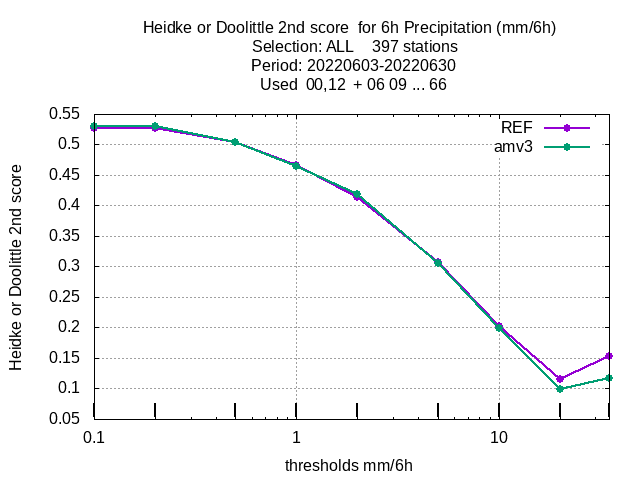 Heidke or Doolittle 2nd score  for 6h Precipitation (mm/6h)
Selection: ALL    397 stations
Period: 20220603-20220630
Used  00,12  + 06 09 ... 66
REF
amv3
Heidke or Doolittle 2nd score
0.55
0.5
0.45
0.4
0.35
0.3
0.25
0.2
0.15
0.1
0.05
0.1 1 10
thresholds mm/6h